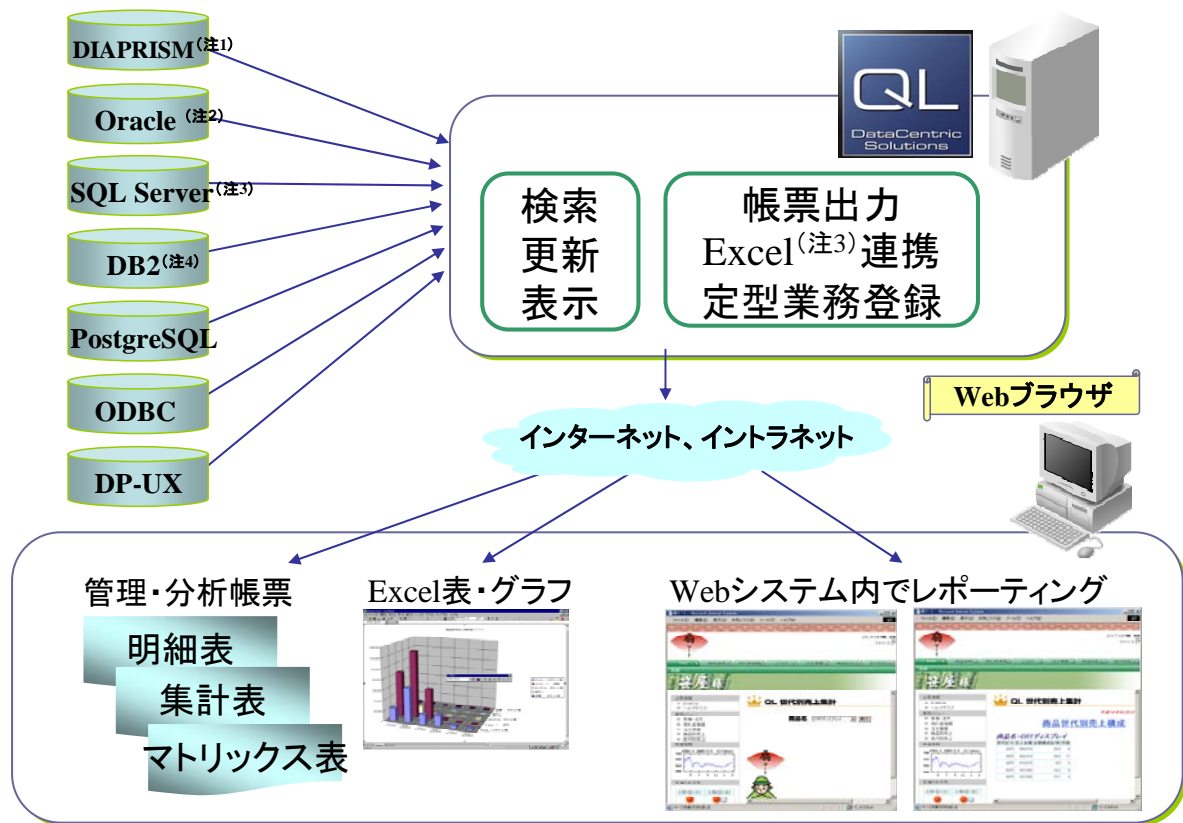 DIAPRISM(注1)
Oracle (注2)
SQL Server(注3)
DB2(注4)
PostgreSQL
ODBC
DP-UX
QL
DataCentric
Solutions
検索
更新
表示
帳票出力
Excel(注3)連携
定型業務登録
Webブラウザ
インターネット、イントラネット
管理・分析帳票
明細表
集計表
マトリックス表
Excel表・グラフ
Webシステム内でレポーティング
QL 世代別売上集計
商品名
QL 世代別売上集計
商品世代別売上構成